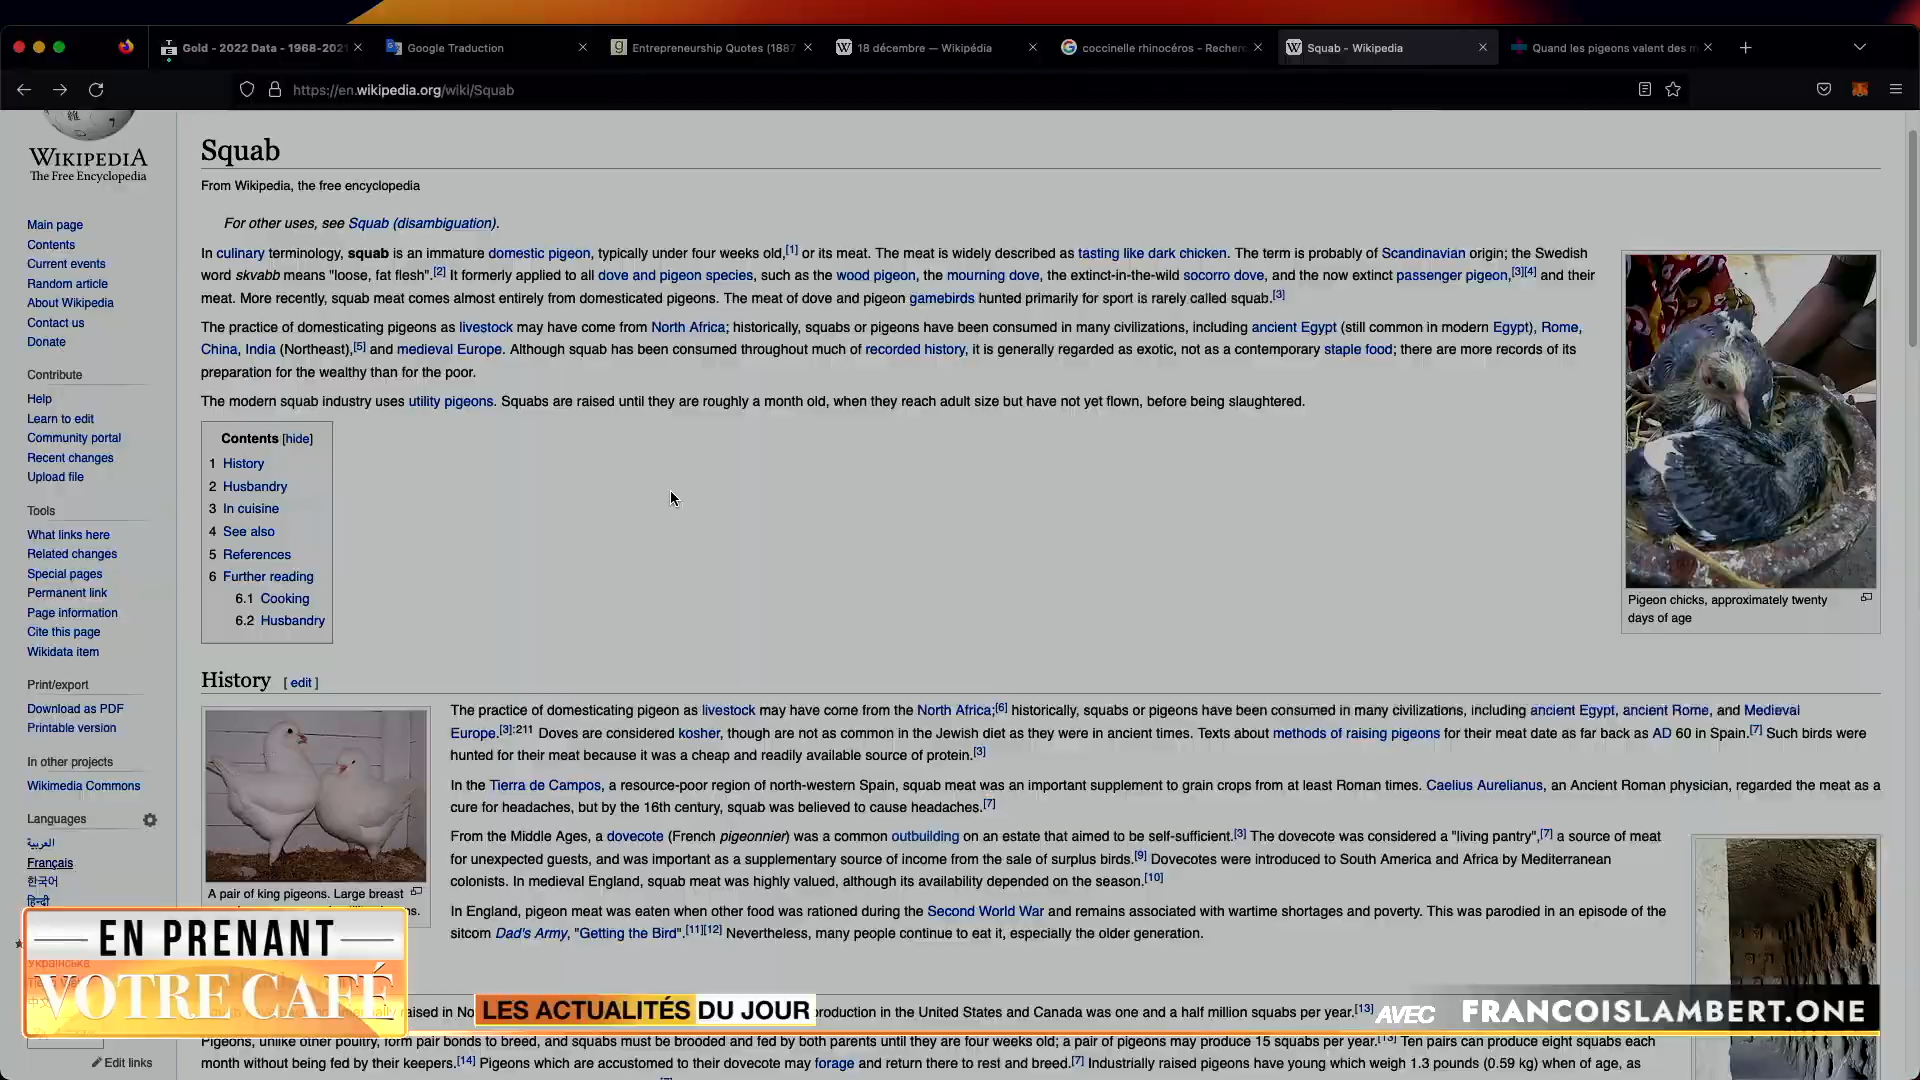 Gold - 2022 Data - 1968-2021
Google Traduction
Entrepreneurship Quotes (1887
18 décembre — Wikipédia
coccinelle rhinocéros - Recherc
Squab - Wikipedia
Quand les pigeons valent des m
https://en.wikipedia.org/wiki/Squab
WIKIPEDIA
The Free Encyclopedia
Main page
Contents
Current events
Random article
About Wikipedia
Contact us
Donate
Contribute
Help
Learn to edit
Community portal
Recent changes
Upload file
Tools
What links here
Related changes
Special pages
Permanent link
Page information
Cite this page
Wikidata item
Print/export
Download as PDF
Printable version
In other projects
Wikimedia Commons
Languages
العربية
Français
한국어
हिन्दी
Українська
Edit links
Squab
From Wikipedia, the free encyclopedia
For other uses, see Squab (disambiguation).
In culinary terminology, squab is an immature domestic pigeon, typically under four weeks old,[1] or its meat. The meat is widely described as tasting like dark chicken. The term is probably of Scandinavian origin; the Swedish
word skvabb means "loose, fat flesh".[2] It formerly applied to all dove and pigeon species, such as the wood pigeon, the mourning dove, the extinct-in-the-wild socorro dove, and the now extinct passenger pigeon,[3][4] and their
meat. More recently, squab meat comes almost entirely from domesticated pigeons. The meat of dove and pigeon gamebirds hunted primarily for sport is rarely called squab.[3]
The practice of domesticating pigeons as livestock may have come from North Africa; historically, squabs or pigeons have been consumed in many civilizations, including ancient Egypt (still common in modern Egypt), Rome,
China, India (Northeast),[5] and medieval Europe. Although squab has been consumed throughout much of recorded history, it is generally regarded as exotic, not as a contemporary staple food; there are more records of its
preparation for the wealthy than for the poor.
The modern squab industry uses utility pigeons. Squabs are raised until they are roughly a month old, when they reach adult size but have not yet flown, before being slaughtered.
Pigeon chicks, approximately twenty
days of age
Contents [hide]
1 History
2 Husbandry
3 In cuisine
4 See also
5 References
6 Further reading
6.1 Cooking
6.2 Husbandry
History [ edit ]
A pair of king pigeons. Large breast
ns.
The practice of domesticating pigeon as livestock may have come from the North Africa;[6] historically, squabs or pigeons have been consumed in many civilizations, including ancient Egypt, ancient Rome, and Medieval
Europe.[3]:211 Doves are considered kosher, though are not as common in the Jewish diet as they were in ancient times. Texts about methods of raising pigeons for their meat date as far back as AD 60 in Spain.[7] Such birds were
hunted for their meat because it was a cheap and readily available source of protein.[3]
In the Tierra de Campos, a resource-poor region of north-western Spain, squab meat was an important supplement to grain crops from at least Roman times. Caelius Aurelianus, an Ancient Roman physician, regarded the meat as a
cure for headaches, but by the 16th century, squab was believed to cause headaches.[7]
From the Middle Ages, a dovecote (French pigeonnier) was a common outbuilding on an estate that aimed to be self-sufficient.[3] The dovecote was considered a "living pantry",[7] a source of meat
for unexpected guests, and was important as a supplementary source of income from the sale of surplus birds.[9] Dovecotes were introduced to South America and Africa by Mediterranean
colonists. In medieval England, squab meat was highly valued, although its availability depended on the season.[10]
In England, pigeon meat was eaten when other food was rationed during the Second World War and remains associated with wartime shortages and poverty. This was parodied in an episode of the
sitcom Dad's Army, "Getting the Bird".[11][12] Nevertheless, many people continue to eat it, especially the older generation.
raised in No
production in the United States and Canada was one and a half million squabs per year.[13]
Pigeons, unlike other poultry, form pair bonds to breed, and squabs must be brooded and fed by both parents until they are four weeks old; a pair of pigeons may produce 15 squabs per year.[13] Ten pairs can produce eight squabs each
month without being fed by their keepers.[14] Pigeons which are accustomed to their dovecote may forage and return there to rest and breed.[7] Industrially raised pigeons have young which weigh 1.3 pounds (0.59 kg) when of age, as
EN PRENANT
VOTRE CAFÉ
LES ACTUALITÉS DU JOUR
AVEC FRANCOISLAMBERT.ONE